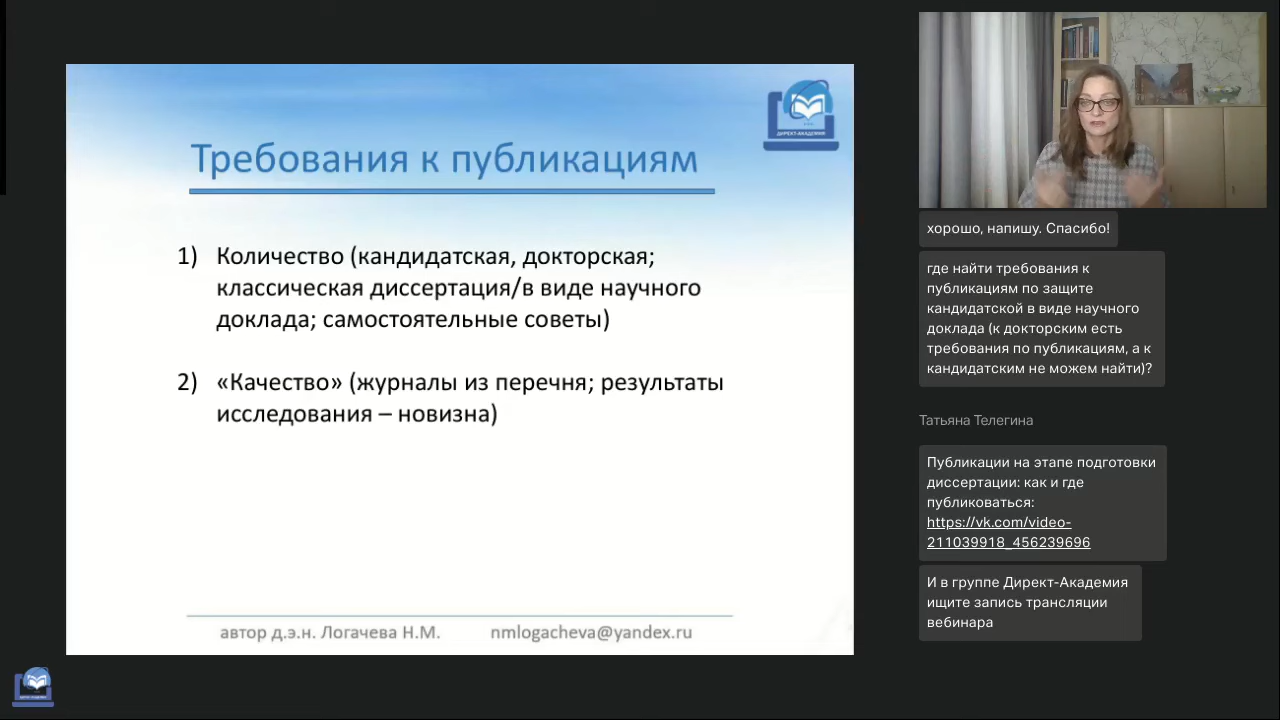 ДИРЕКТ-АКАДЕМИЯ
Требования к публикациям
1) Количество (кандидатская, докторская;
классическая диссертация/в виде научного
доклада; самостоятельные советы)
2) «Качество» (журналы из перечня; результаты
исследования – новизна)
автор д.э.н. Логачева Н.М. nmlogacheva@yandex.ru
хорошо, напишу. Спасибо!
где найти требования к
публикациям по защите
кандидатской в виде научного
доклада (к докторским есть
требования по публикациям, а к
кандидатским не можем найти)?
Татьяна Телегина
Публикации на этапе подготовки
диссертации: как и где
публиковаться:
https://vk.com/video-
211039918_456239696
И в группе Директ-Академия
ищите запись трансляции
вебинара